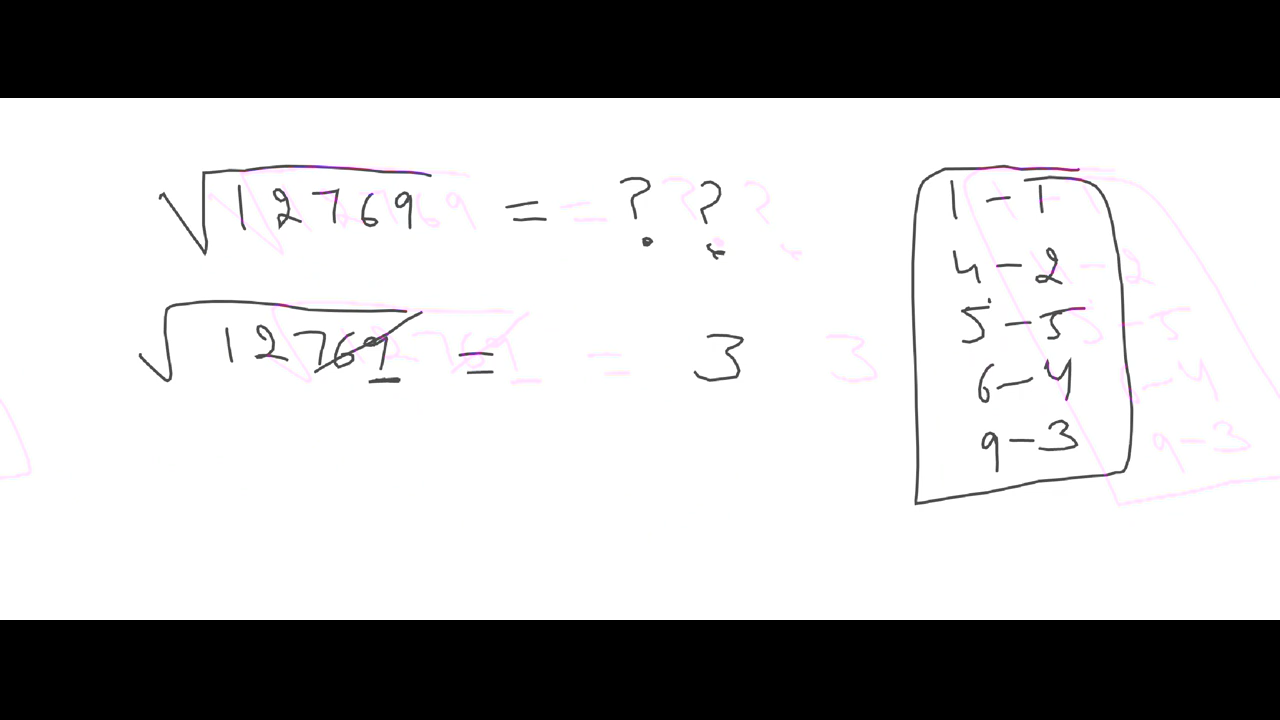 √12769 = ? ?
√12769 = 3
1 - 1
4 - 2
5 - 5
6 - 4
9 - 3